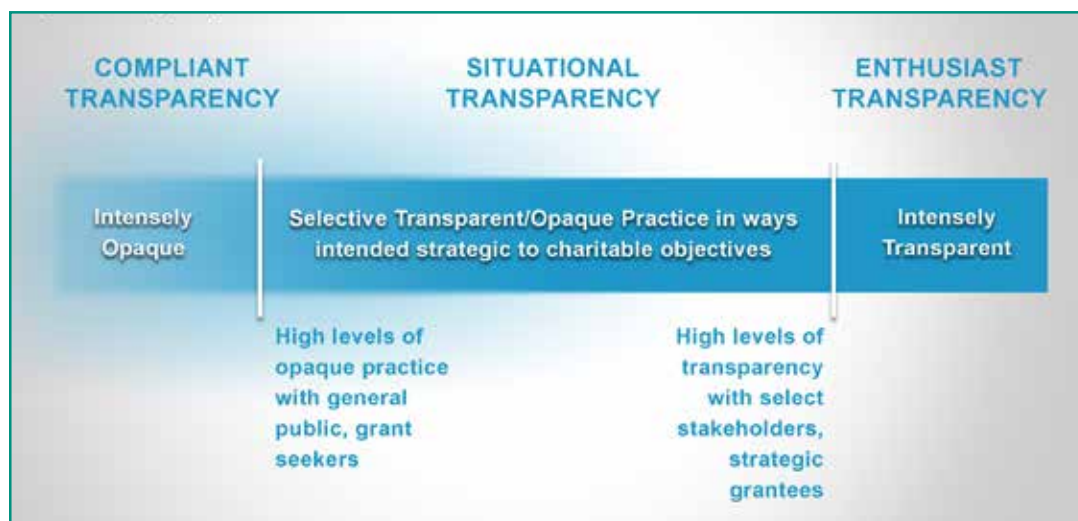 COMPLIANT
TRANSPARENCY
SITUATIONAL
TRANSPARENCY
ENTHUSIAST
TRANSPARENCY
Intensely
Opaque
Selective Transparent/Opaque Practice in ways
intended strategic to charitable objectives
Intensely
Transparent
High levels of
opaque practice
with general
public, grant
seekers
High levels of
transparency
with select
stakeholders,
strategic
grantees